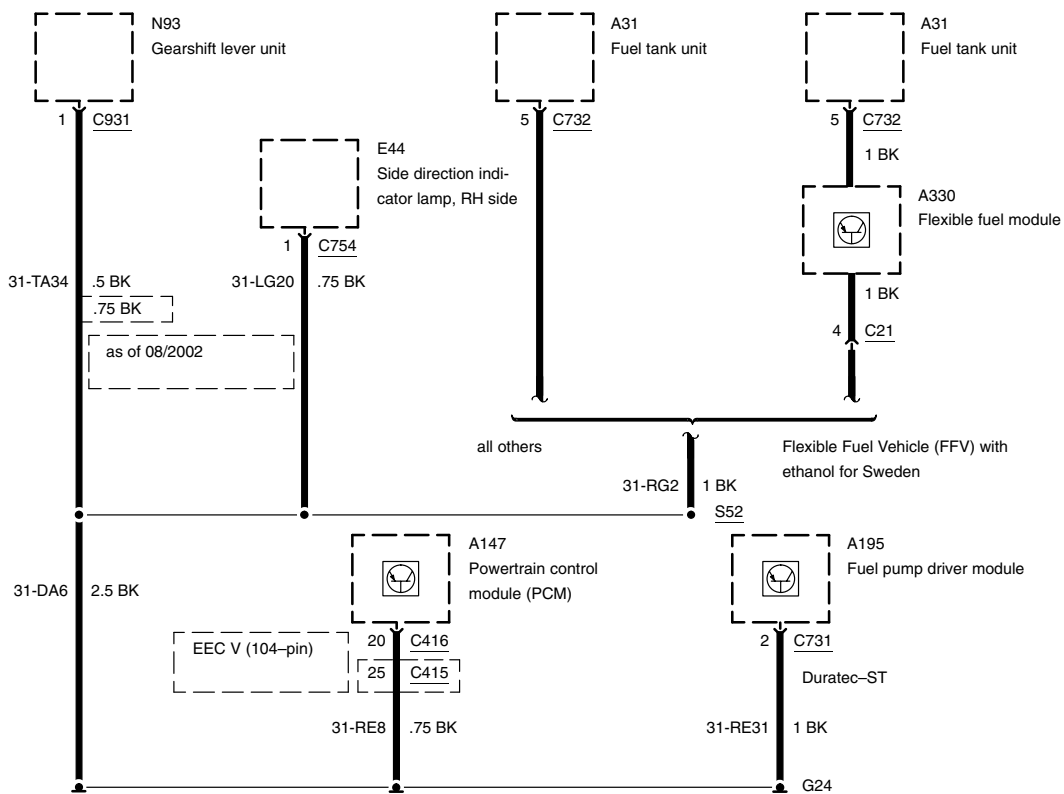 N93
Gearshift lever unit
1 C931
A31
Fuel tank unit
5 C732
A31
Fuel tank unit
5 C732
1 BK
E44
Side direction indi-
cator lamp, RH side
1 C754
A330
Flexible fuel module
1 BK
4 C21
31-TA34 .5 BK
.75 BK
as of 08/2002
31-LG20 .75 BK
all others
Flexible Fuel Vehicle (FFV) with
ethanol for Sweden
31-RG2 1 BK
S52
31-DA6 2.5 BK
A147
Powertrain control
module (PCM)
EEC V (104–pin)
20 C416
25 C415
31-RE8 .75 BK
A195
Fuel pump driver module
2 C731
Duratec–ST
31-RE31 1 BK
G24